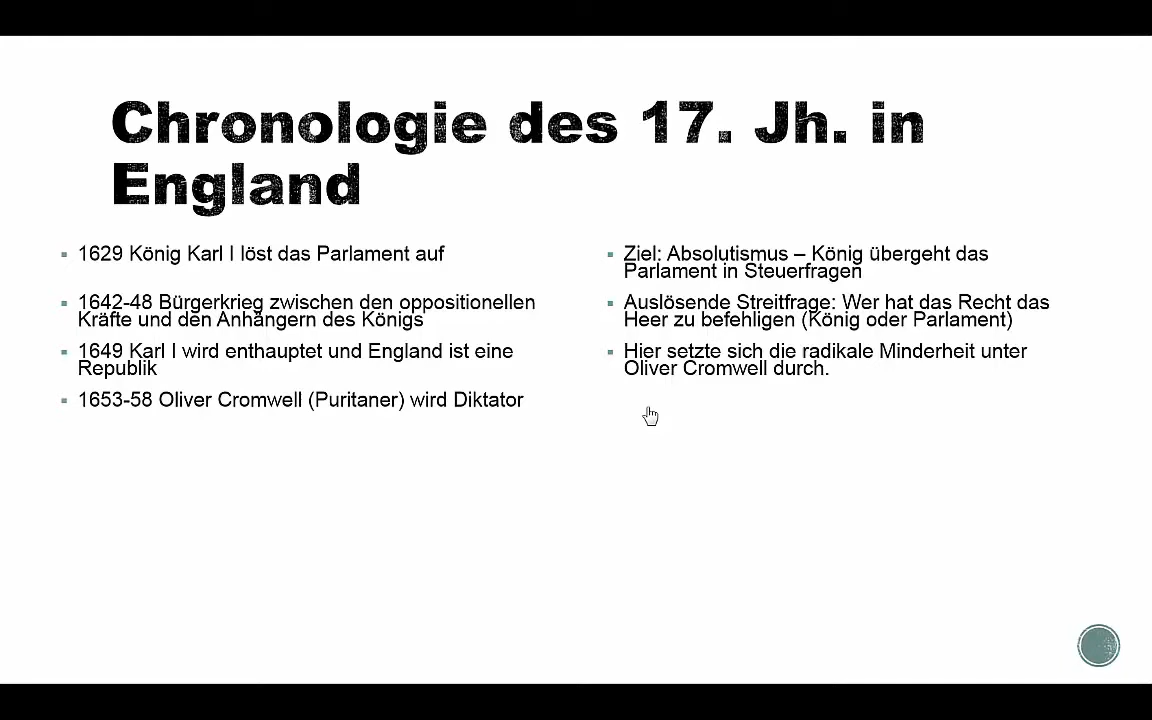 Chronologie des 17. Jh. in
England
1629 König Karl I löst das Parlament auf
1642-48 Bürgerkrieg zwischen den oppositionellen
Kräfte und den Anhängern des Königs
1649 Karl I wird enthauptet und England ist eine
Republik
1653-58 Oliver Cromwell (Puritaner) wird Diktator
Ziel: Absolutismus – König übergeht das
Parlament in Steuerfragen
Auslösende Streitfrage: Wer hat das Recht das
Heer zu befehligen (König oder Parlament)
Hier setzte sich die radikale Minderheit unter
Oliver Cromwell durch.